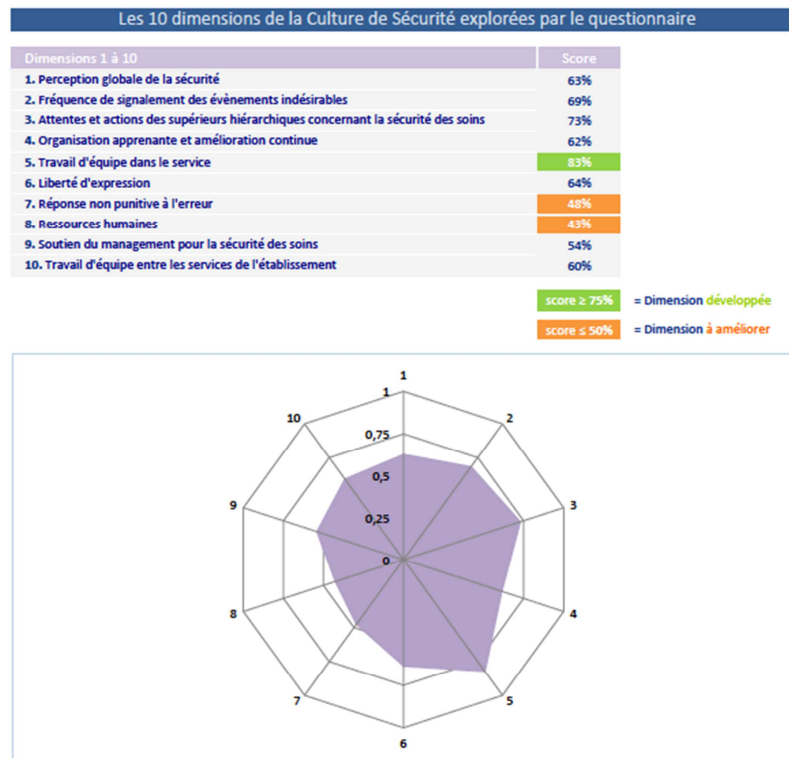 Les 10 dimensions de la Culture de Sécurité explorées par le questionnaire
Dimensions 1 à 10 Score
1. Perception globale de la sécurité 63%
2. Fréquence de signalement des évènements indésirables 69%
3. Attentes et actions des supérieurs hiérarchiques concernant la sécurité des soins 73%
4. Organisation apprenante et amélioration continue 62%
5. Travail d'équipe dans le service 83%
6. Liberté d'expression 64%
7. Réponse non punitive à l'erreur 48%
8. Ressources humaines 43%
9. Soutien du management pour la sécurité des soins 54%
10. Travail d'équipe entre les services de l'établissement 60%
score ≥ 75% = Dimension développée
score ≤ 50% = Dimension à améliorer
1
1
10
2
0,75
0,5
9
3
0,25
0
8
4
7
5
6